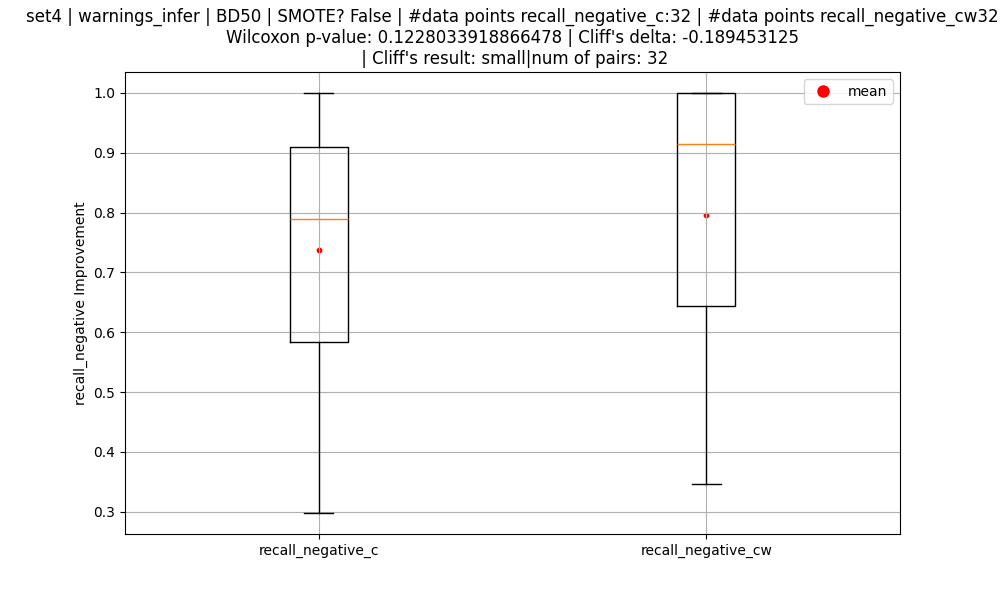 set4 | warnings_infer | BD50 | SMOTE? False | #data points recall_negative_c:32 | #data points recall_negative_cw32
Wilcoxon p-value: 0.1228033918866478 | Cliff's delta: -0.189453125
| Cliff's result: small|num of pairs: 32
mean
1.0
0.9
0.8
0.7
0.6
0.5
0.4
0.3
recall_negative Improvement
recall_negative_c
recall_negative_cw